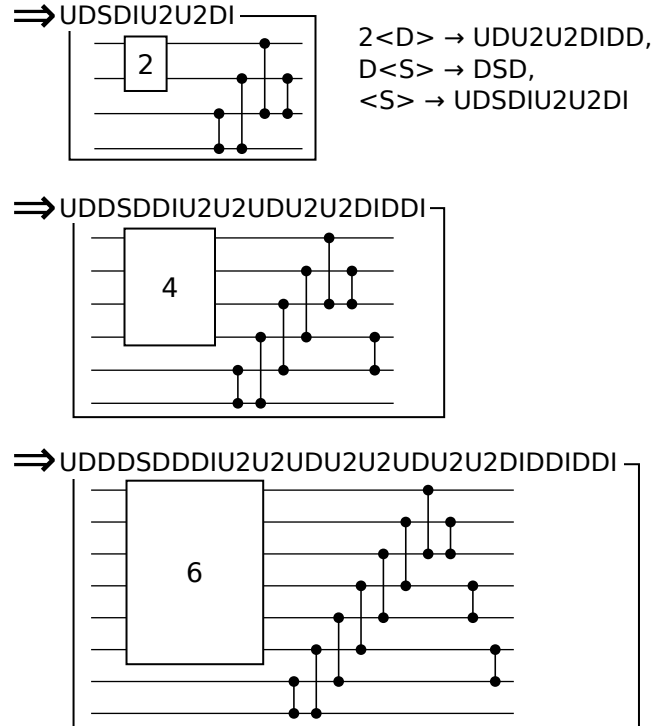 ⇒ UDSDIU2U2DI
2
2<D> → UDU2U2DIDD,
D<S> → DSD,
<S> → UDSDIU2U2DI
⇒ UDDSDDIU2U2UDU2U2DIDDI
4
⇒ UDDDSDDDIU2U2UDU2U2UDU2U2DIDDIDDI
6